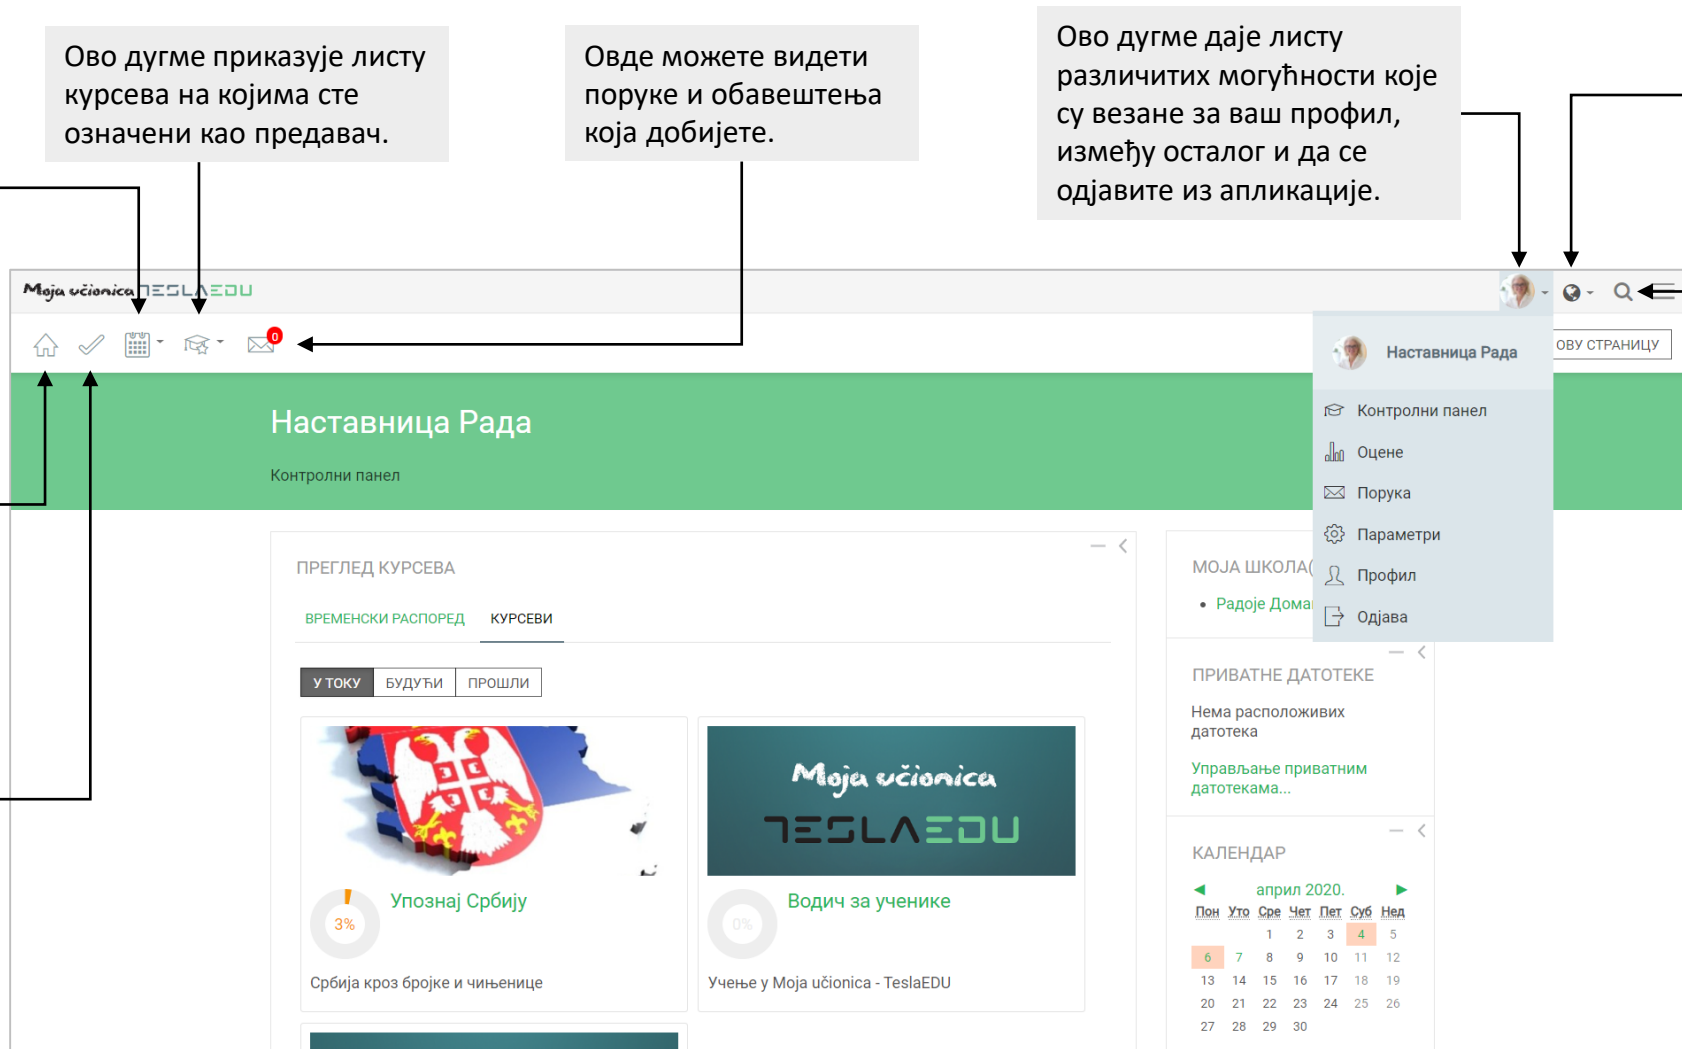 Ово дугме приказује листу
курсева на којима сте
означени као предавач.
Овде можете видети
поруке и обавештења
која добијете.
Ово дугме даје листу
различитих могућности које
су везане за ваш профил,
између осталог и да се
одјавите из апликације.
Moja učionica TESLAEDU
0
ОВУ СТРАНИЦУ
Наставница Рада
Контролни панел
Оцене
Порука
Параметри
Профил
Одјава
Наставница Рада
Контролни панел
ПРЕГЛЕД КУРСЕВА
ВРЕМЕНСКИ РАСПОРЕД КУРСЕВИ
У ТОКУ БУДУЋИ ПРОШЛИ
Moja učionica
TESLAEDU
3%
Упознај Србију
Србија кроз бројке и чињенице
0%
Водич за ученике
Учење у Moja učionica - TeslaEDU
МОЈА ШКОЛА(
Радоје Дома
ПРИВАТНЕ ДАТОТЕКЕ
Нема расположивих
датотека
Управљање приватним
датотекама...
КАЛЕНДАР
◄ април 2020. ►
Пон Уто Сре Чет Пет Суб Нед
1 2 3 4 5
6 7 8 9 10 11 12
13 14 15 16 17 18 19
20 21 22 23 24 25 26
27 28 29 30